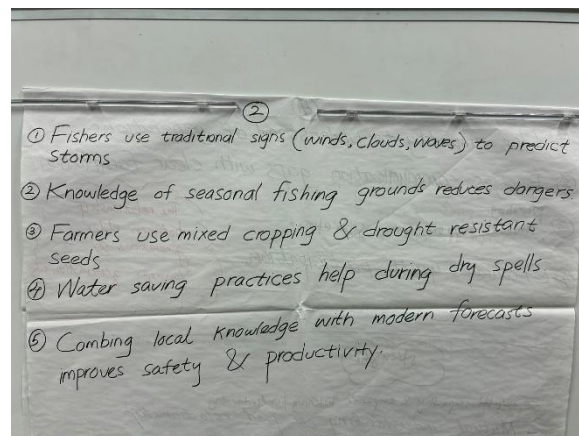 ②
① Fishers use traditional signs (winds, clouds, waves) to predict
storms
② Knowledge of seasonal fishing grounds reduces dangers.
③ Farmers use mixed cropping & drought resistant
seeds
④ Water saving practices help during dry spells
⑤ Combing local knowledge with modern forecasts
improves safety & productivity.